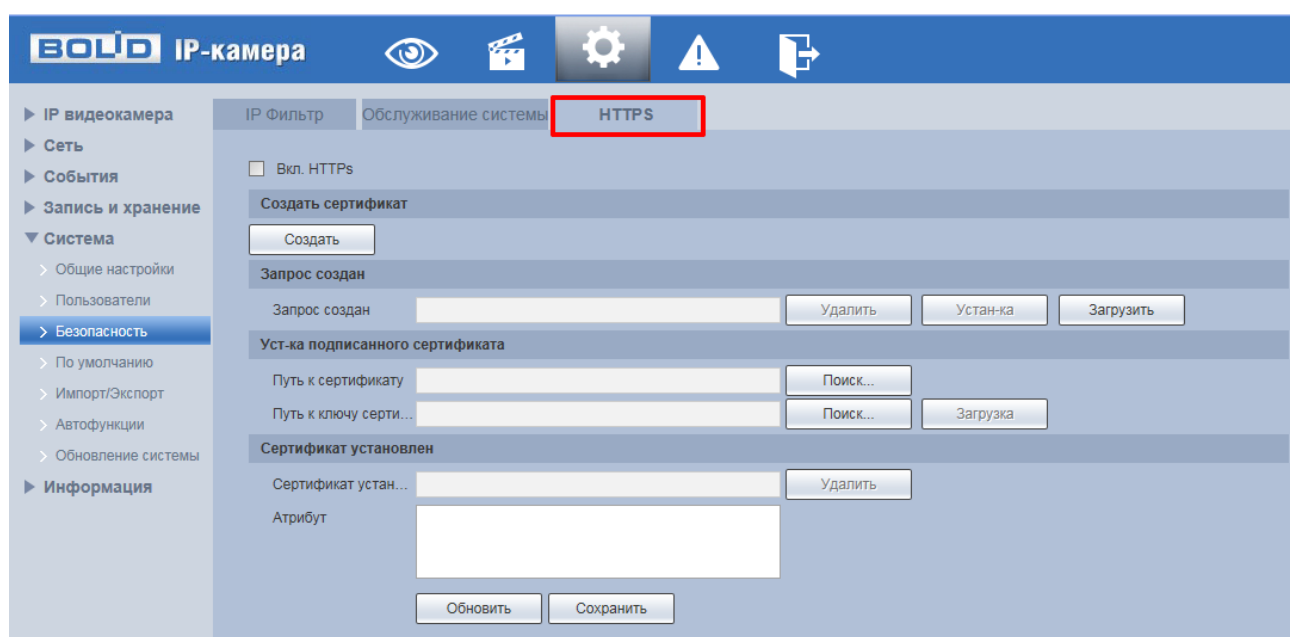 BOLID IP-камера
IP видеокамера
Сеть
События
Запись и хранение
Система
Общие настройки
Пользователи
Безопасность
По умолчанию
Импорт/Экспорт
Автофункции
Обновление системы
Информация
IP Фильтр Обслуживание системы HTTPS
Вкл. HTTPs
Создать сертификат
Создать
Запрос создан
Запрос создан Удалить Устан-ка Загрузить
Уст-ка подписанного сертификата
Путь к сертификату Поиск...
Путь к ключу серти... Поиск... Загрузка
Сертификат установлен
Сертификат устан... Удалить
Атрибут
Обновить Сохранить